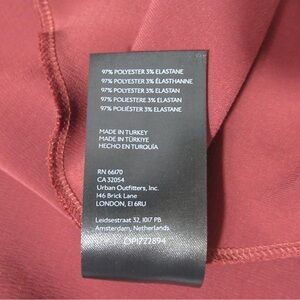 97% POLYESTER 3% ELASTANE
97% POLYESTER 3% ÉLASTHANNE
97% POLYESTER 3% ELASTAN
97% POLIESTERE 3% ELASTAN
97% POLIÉSTER 3% ELASTANO
MADE IN TURKEY
MADE IN TÜRKIYE
HECHO EN TURQUÍA
RN 66170
CA 32054
Urban Outfitters, Inc.
146 Brick Lane
LONDON, E1 6RU
Leidsestraat 32, 1017 PB
Amsterdam, Netherlands